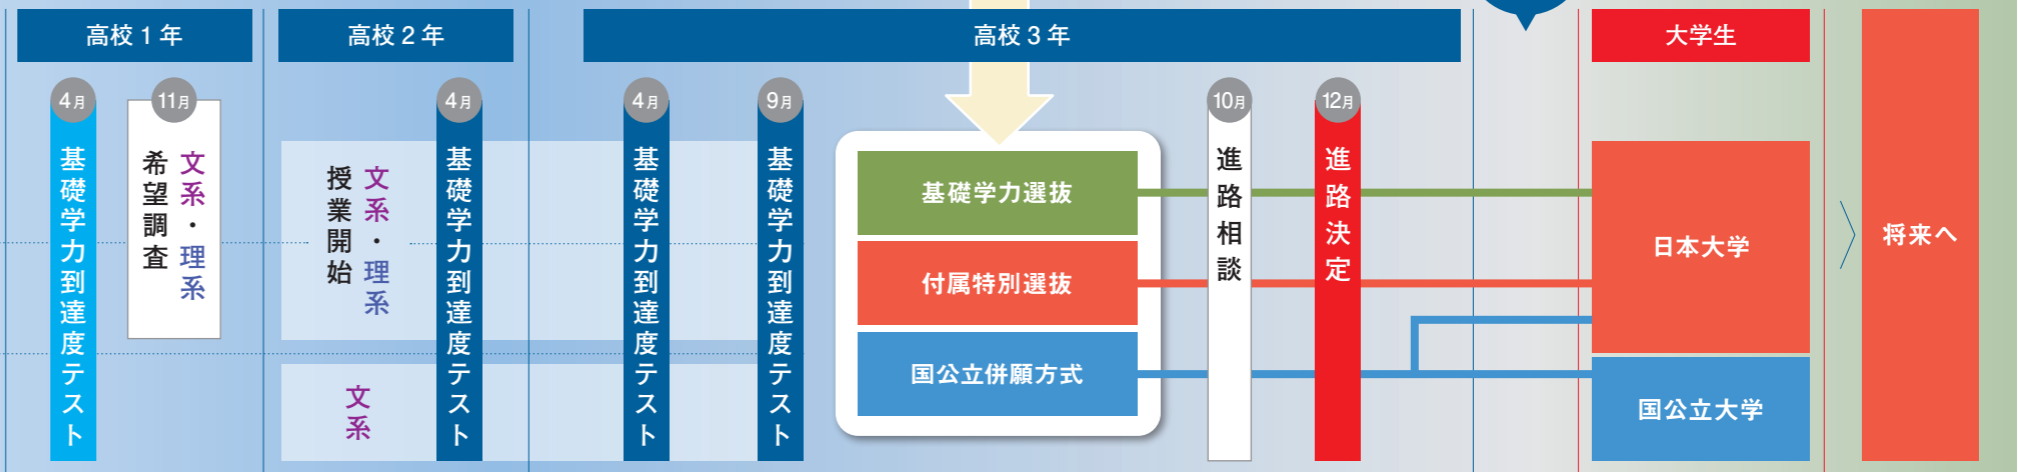 高校1年
4月
基礎学力到達度テスト
11月
文系・理系
希望調査
高校2年
文系・理系
授業開始
文系
4月
基礎学力到達度テスト
高校3年
4月
基礎学力到達度テスト
9月
基礎学力到達度テスト
基礎学力選抜
付属特別選抜
国公立併願方式
10月
進路相談
12月
進路決定
大学生
日本大学
国公立大学
将来へ